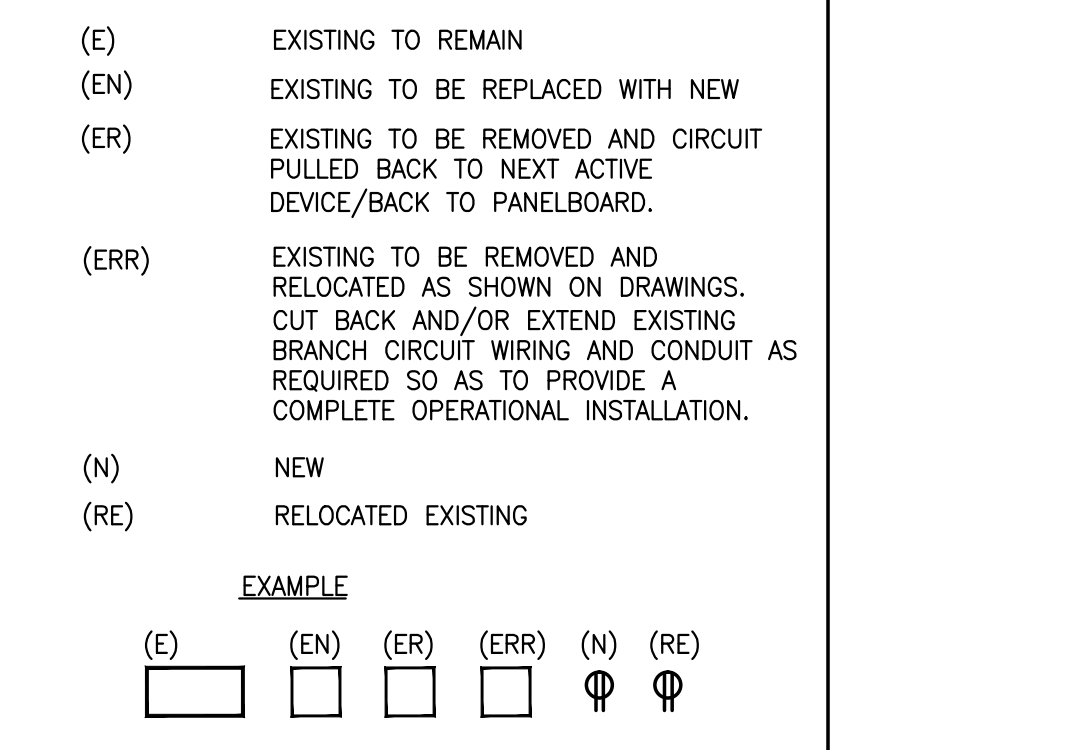 (E) EXISTING TO REMAIN
(EN) EXISTING TO BE REPLACED WITH NEW
(ER) EXISTING TO BE REMOVED AND CIRCUIT
PULLED BACK TO NEXT ACTIVE
DEVICE/BACK TO PANELBOARD.
(ERR) EXISTING TO BE REMOVED AND
RELOCATED AS SHOWN ON DRAWINGS.
CUT BACK AND/OR EXTEND EXISTING
BRANCH CIRCUIT WIRING AND CONDUIT AS
REQUIRED SO AS TO PROVIDE A
COMPLETE OPERATIONAL INSTALLATION.
(N) NEW
(RE) RELOCATED EXISTING
EXAMPLE
(E) (EN) (ER) (ERR) (N) (RE)